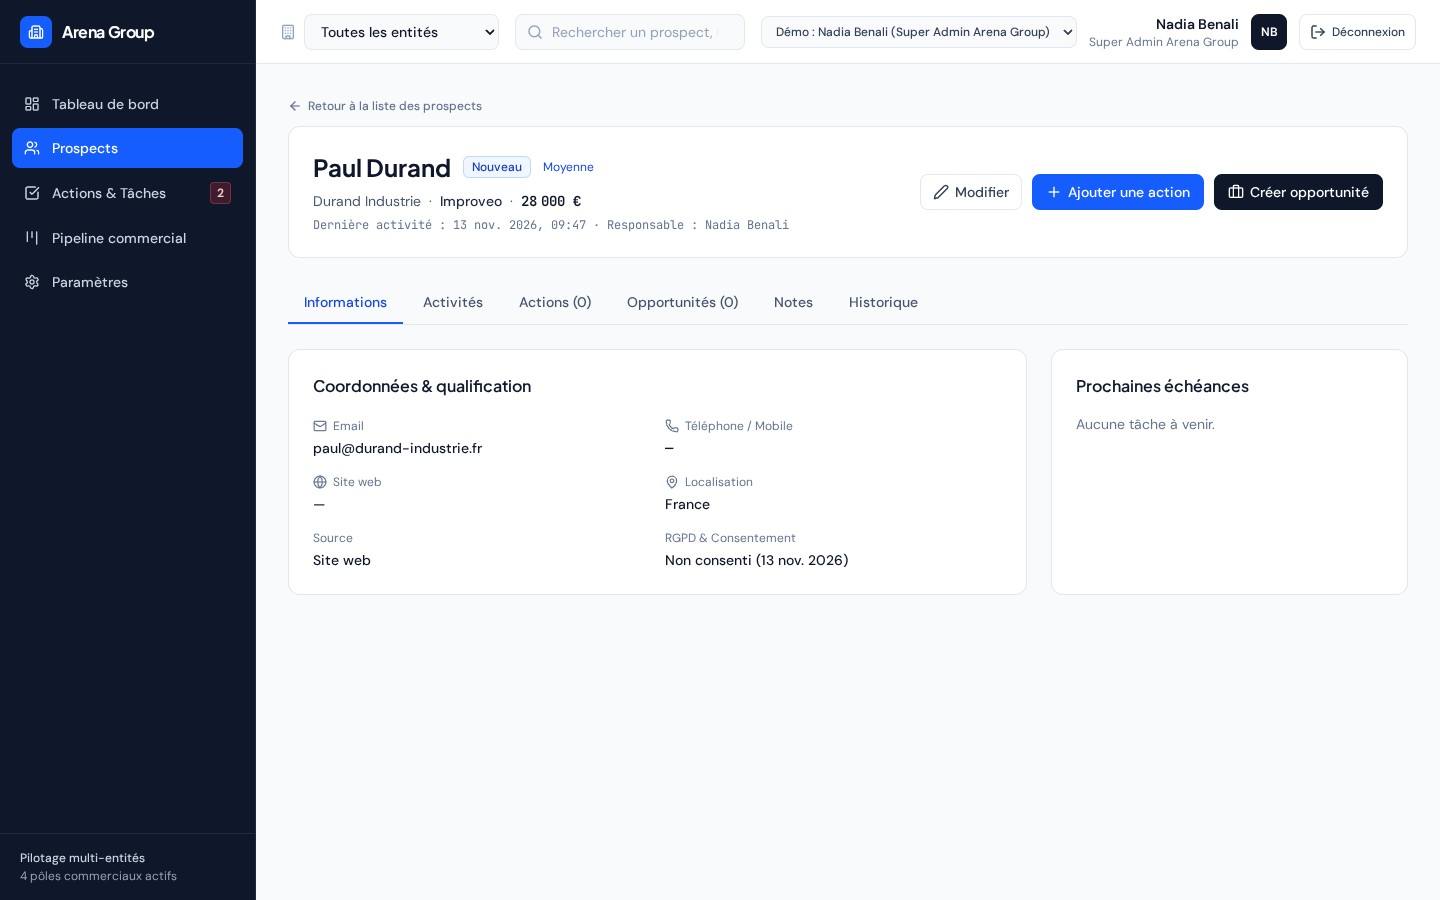 Arena Group
Toutes les entités
Rechercher un prospect,
Démo : Nadia Benali (Super Admin Arena Group)
Nadia Benali
Super Admin Arena Group
NB
Déconnexion
Tableau de bord
Prospects
Actions & Tâches
2
Pipeline commercial
Paramètres
Pilotage multi-entités
4 pôles commerciaux actifs
Retour à la liste des prospects
Paul Durand Nouveau Moyenne
Durand Industrie · Improveo · 28 000 €
Dernière activité : 13 nov. 2026, 09:47 · Responsable : Nadia Benali
Modifier
Ajouter une action
Créer opportunité
Informations
Activités
Actions (0)
Opportunités (0)
Notes
Historique
Coordonnées & qualification
Email
paul@durand-industrie.fr
Téléphone / Mobile
—
Site web
—
Localisation
France
Source
Site web
RGPD & Consentement
Non consenti (13 nov. 2026)
Prochaines échéances
Aucune tâche à venir.